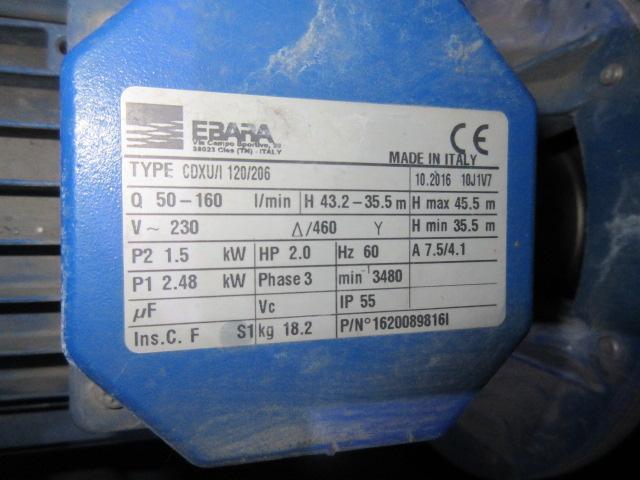 EBARA
Via Campo Sportivo, 30
38023 Cles (TN) - ITALY
CE
MADE IN ITALY
TYPE CDXU/I 120/206 10.2016 10J1V7
Q 50-160 l/min H 43.2-35.5 m H max 45.5 m
V~ 230 Δ/460 Y H min 35.5 m
P2 1.5 kW HP 2.0 Hz 60 A 7.5/4.1
P1 2.48 kW Phase 3 min⁻¹ 3480
µF Vc IP 55
Ins.C. F S1 kg 18.2 P/N°1620089816I